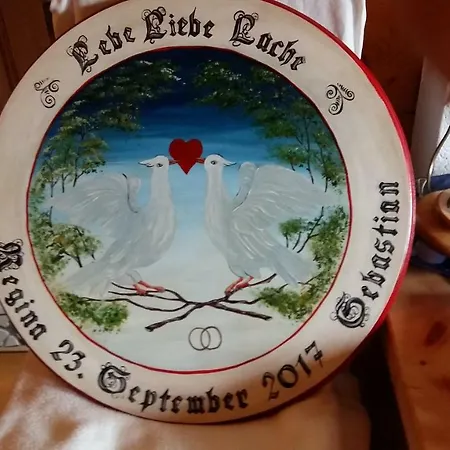 Lebe Liebe Lache
Regina 23. September 2017 Sebastian